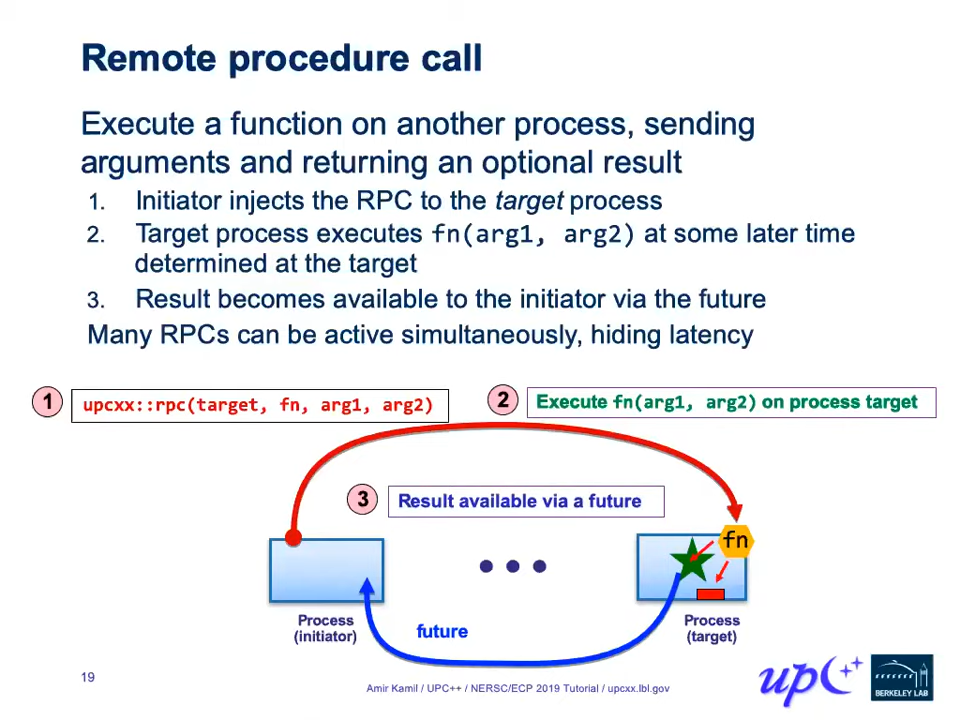 Remote procedure call
Execute a function on another process, sending
arguments and returning an optional result
1. Initiator injects the RPC to the target process
2. Target process executes fn(arg1, arg2) at some later time
determined at the target
3. Result becomes available to the initiator via the future
Many RPCs can be active simultaneously, hiding latency
1 upcxx::rpc(target, fn, arg1, arg2)
2 Execute fn(arg1, arg2) on process target
3 Result available via a future
fn
Process
(initiator)
future
Process
(target)
19
Amir Kamil / UPC++ / NERSC/ECP 2019 Tutorial / upcxx.lbl.gov
upc++
BERKELEY LAB